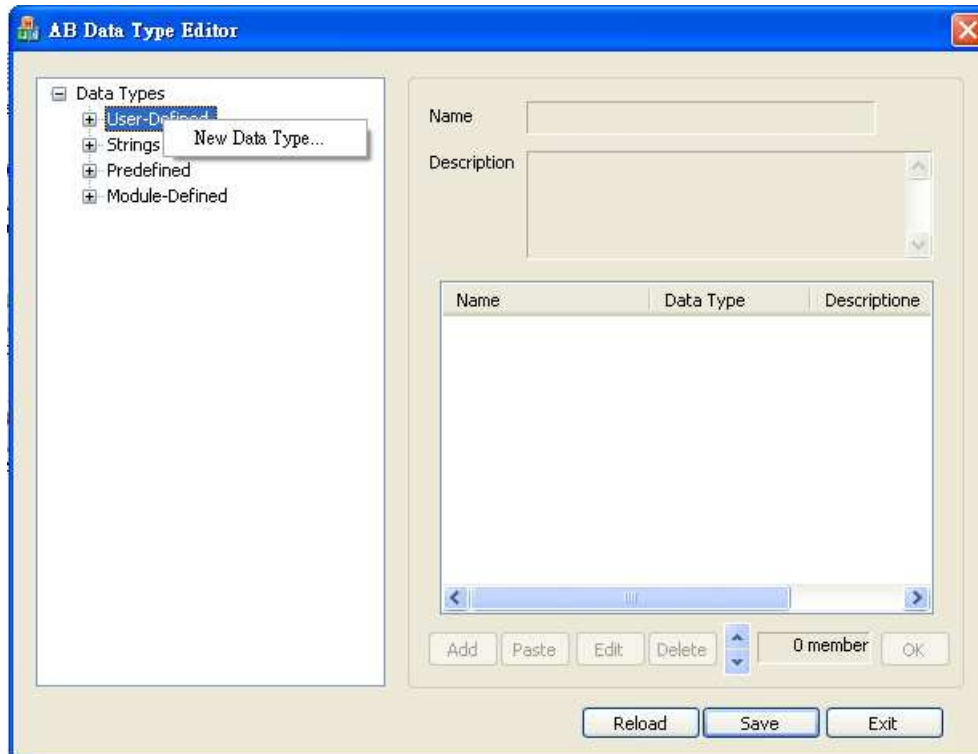 AB Data Type Editor
Data Types
User-Defined
New Data Type...
Strings
Predefined
Module-Defined
Name
Description
Name Data Type Descriptione
Add Paste Edit Delete 0 member OK
Reload Save Exit